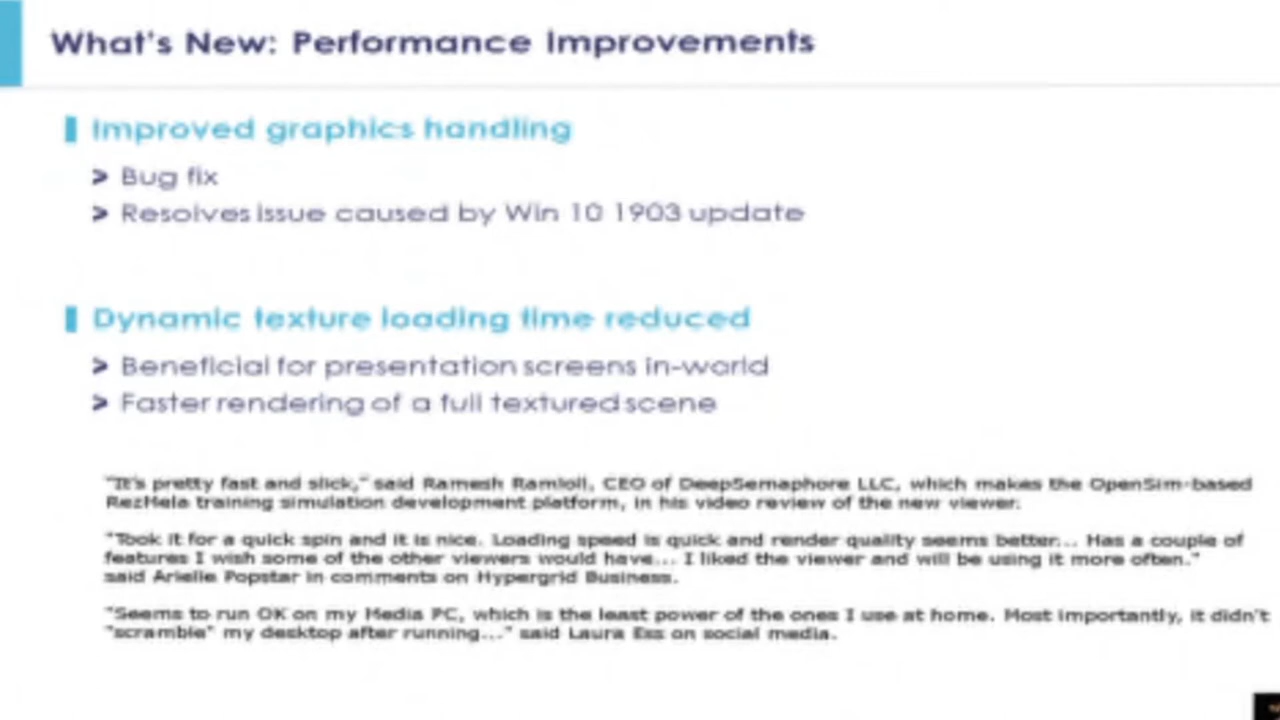 What's New: Performance Improvements
Improved graphics handling
> Bug fix
> Resolves issue caused by Win 10 1903 update
Dynamic texture loading time reduced
> Beneficial for presentation screens in-world
> Faster rendering of a full textured scene
"It's pretty fast and slick," said Ramesh Ramloll, CEO of DeepSemaphore LLC, which makes the OpenSim-based
RezMela training simulation development platform, in his video review of the new viewer.
"Took it for a quick spin and it is nice. Loading speed is quick and render quality seems better... Has a couple of
features I wish some of the other viewers would have... I liked the viewer and will be using it more often."
said Arielle Popstar in comments on Hypergrid Business.
"Seems to run OK on my Media PC, which is the least power of the ones I use at home. Most importantly, it didn't
"scramble" my desktop after running..." said Laura Ess on social media.